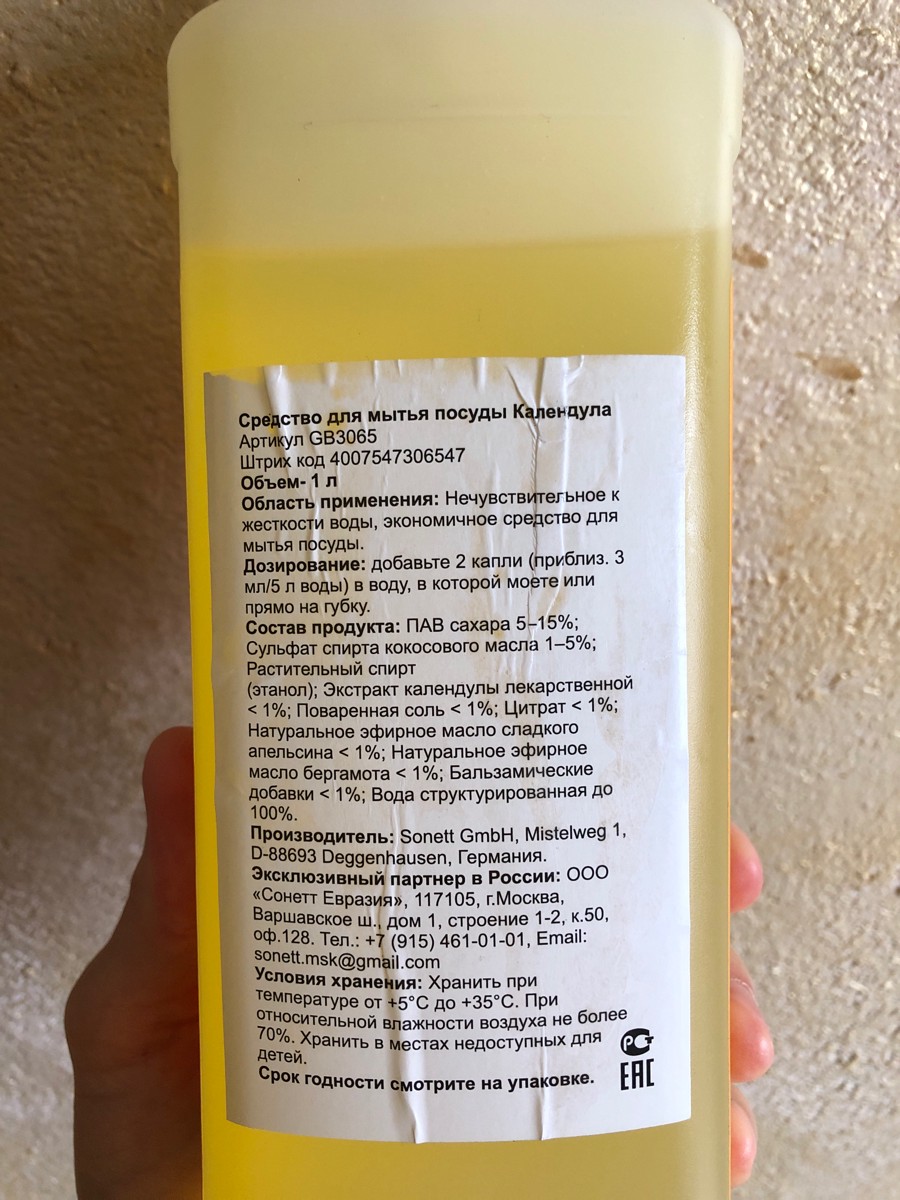 Средство для мытья посуды Календула
Артикул GB3065
Штрих код 4007547306547
Объем- 1 л
Область применения: Нечувствительное к
жесткости воды, экономичное средство для
мытья посуды.
Дозирование: добавьте 2 капли (приблиз. 3
мл/5 л воды) в воду, в которой моете или
прямо на губку.
Состав продукта: ПАВ сахара 5–15%;
Сульфат спирта кокосового масла 1–5%;
Растительный спирт
(этанол); Экстракт календулы лекарственной
< 1%; Поваренная соль < 1%; Цитрат < 1%;
Натуральное эфирное масло сладкого
апельсина < 1%; Натуральное эфирное
масло бергамота < 1%; Бальзамические
добавки < 1%; Вода структурированная до
100%.
Производитель: Sonett GmbH, Mistelweg 1,
D-88693 Deggenhausen, Германия.
Эксклюзивный партнер в России: ООО
«Сонетт Евразия», 117105, г.Москва,
Варшавское ш., дом 1, строение 1-2, к.50,
оф.128. Тел.: +7 (915) 461-01-01, Email:
sonett.msk@gmail.com
Условия хранения: Хранить при
температуре от +5°C до +35°C. При
относительной влажности воздуха не более
70%. Хранить в местах недоступных для
детей.
Срок годности смотрите на упаковке.
РСТ
EAC